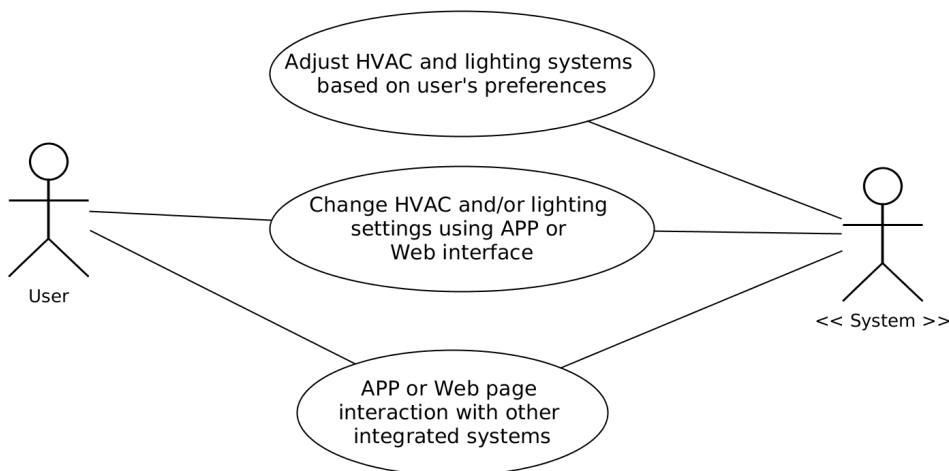 Adjust HVAC and lighting systems
based on user's preferences
Change HVAC and/or lighting
settings using APP or
Web interface
User
<< System >>
APP or Web page
interaction with other
integrated systems